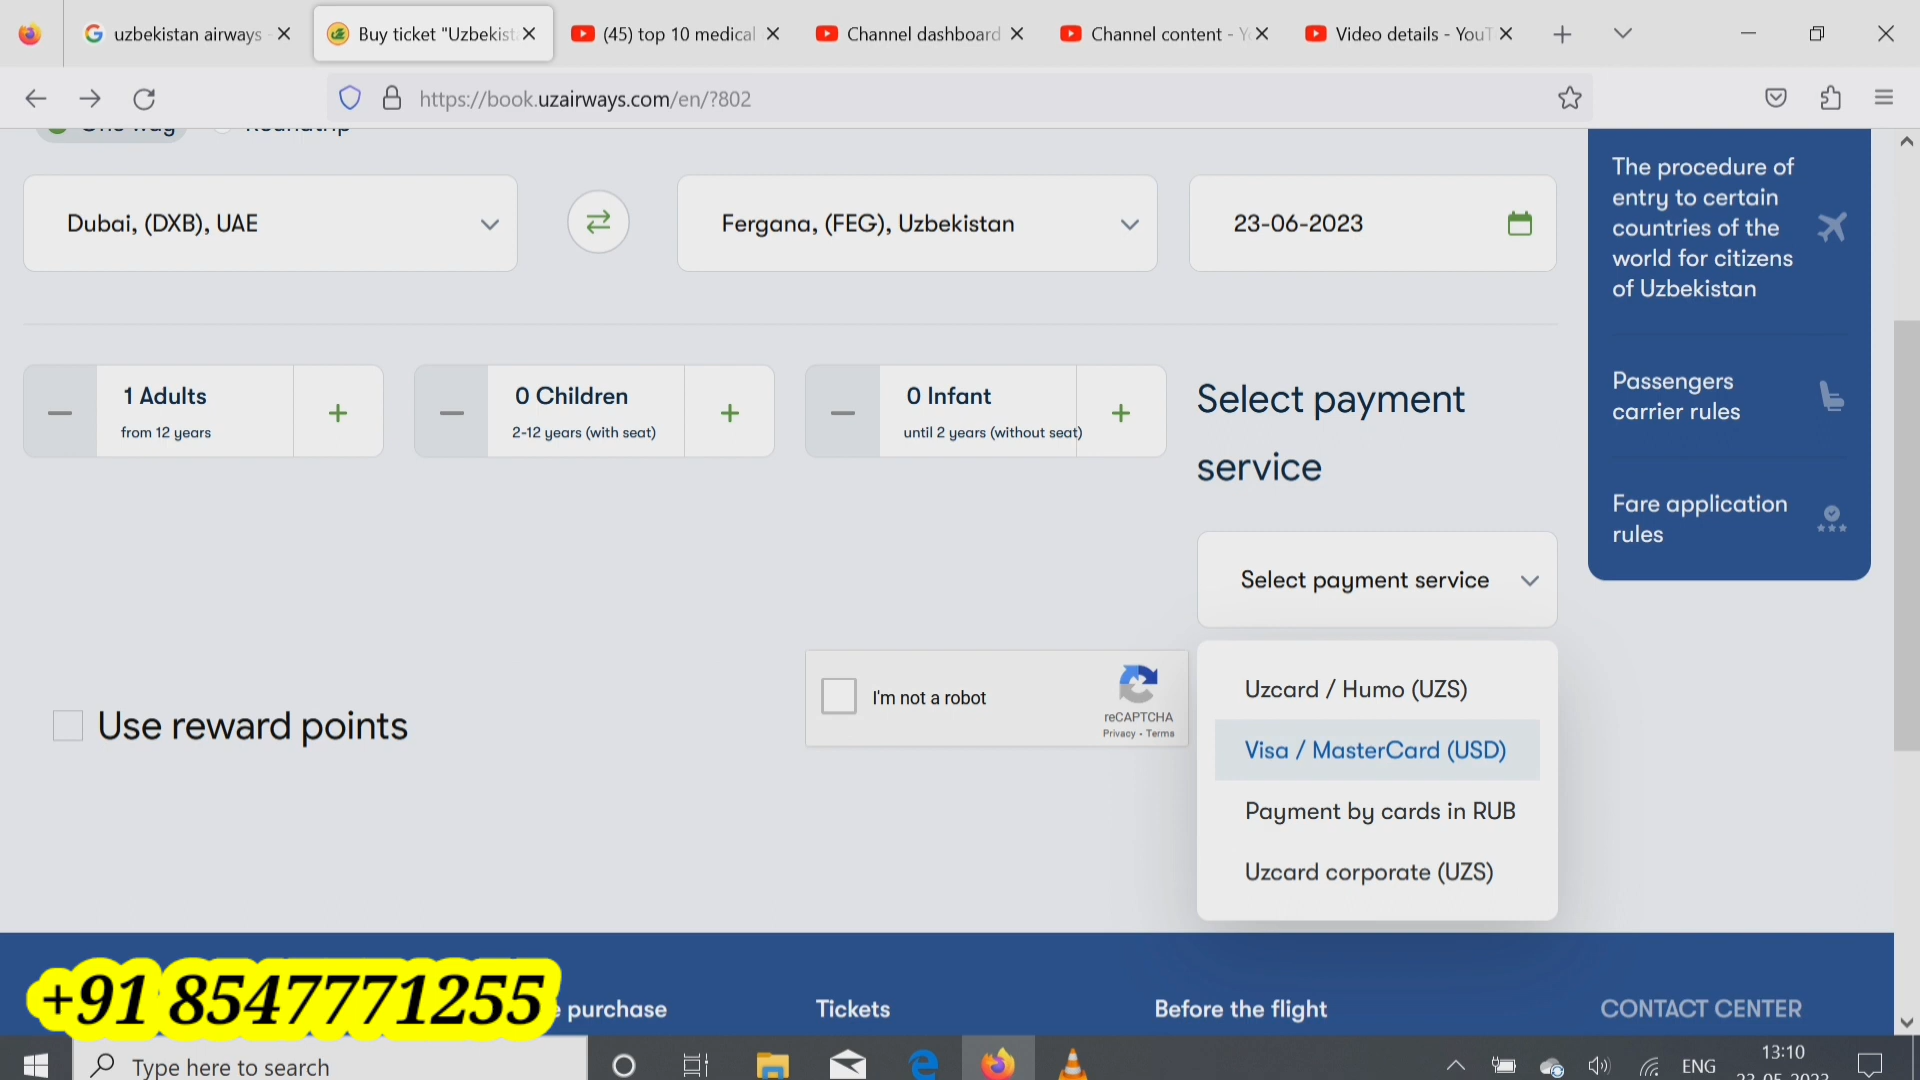 uzbekistan airways
Buy ticket "Uzbekist
(45) top 10 medical
Channel dashboard
Channel content - Y
Video details - YouT
https://book.uzairways.com/en/?802
One way
Roundtrip
Dubai, (DXB), UAE
Fergana, (FEG), Uzbekistan
23-06-2023
The procedure of
entry to certain
countries of the
world for citizens
of Uzbekistan
Passengers
carrier rules
Fare application
rules
1 Adults
from 12 years
0 Children
2-12 years (with seat)
0 Infant
until 2 years (without seat)
Select payment
service
Select payment service
Uzcard / Humo (UZS)
Visa / MasterCard (USD)
Payment by cards in RUB
Uzcard corporate (UZS)
Use reward points
I'm not a robot
reCAPTCHA
Privacy - Terms
+91 8547771255
purchase
Tickets
Before the flight
CONTACT CENTER
Type here to search
ENG
13:10